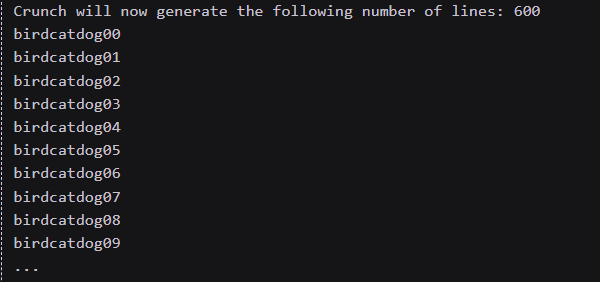 Crunch will now generate the following number of lines: 600
birdcatdog00
birdcatdog01
birdcatdog02
birdcatdog03
birdcatdog04
birdcatdog05
birdcatdog06
birdcatdog07
birdcatdog08
birdcatdog09
...